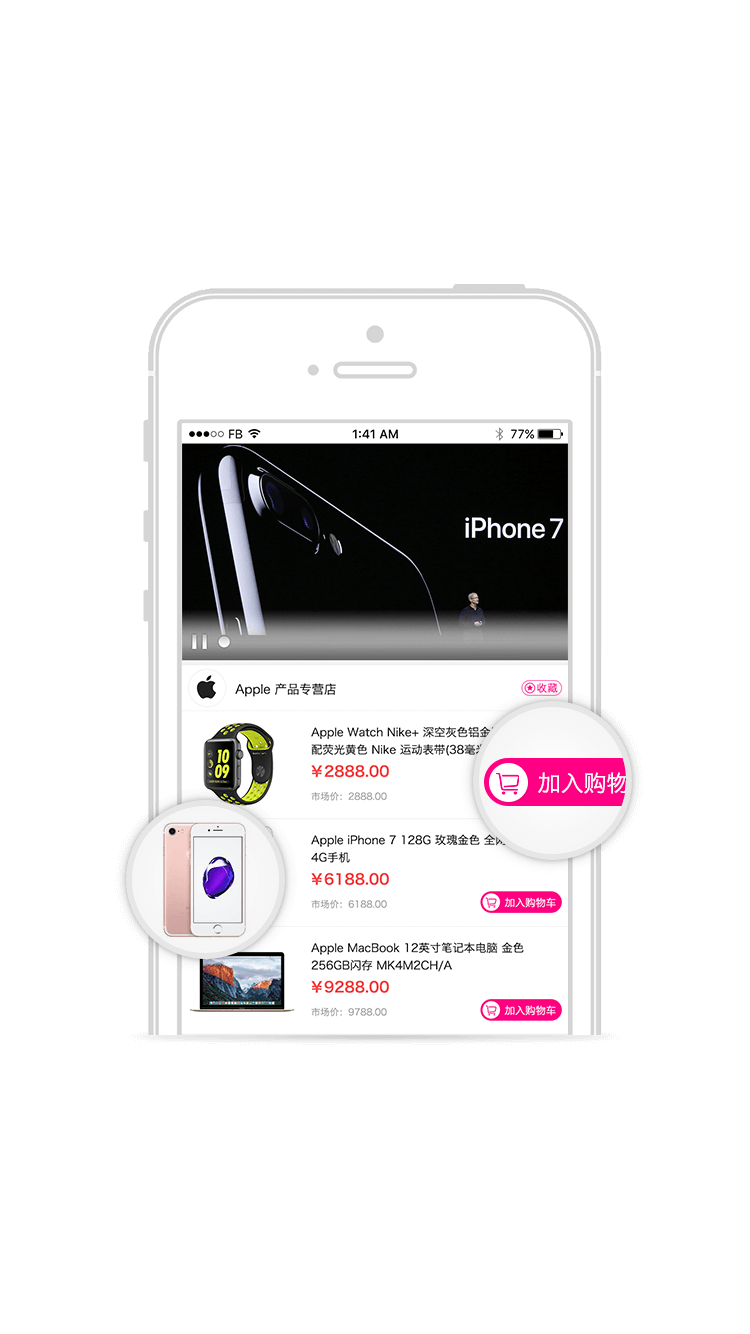 FB
1:41 AM
77%
iPhone 7
Apple 产品专营店
收藏
Apple Watch Nike+ 深空灰色铝金
配荧光黄色 Nike 运动表带(38毫
¥2888.00
市场价：2888.00
加入购物
Apple iPhone 7 128G 玫瑰金色 全
4G手机
¥6188.00
市场价：6188.00
加入购物车
Apple MacBook 12英寸笔记本电脑 金色
256GB闪存 MK4M2CH/A
¥9288.00
市场价：9788.00
加入购物车